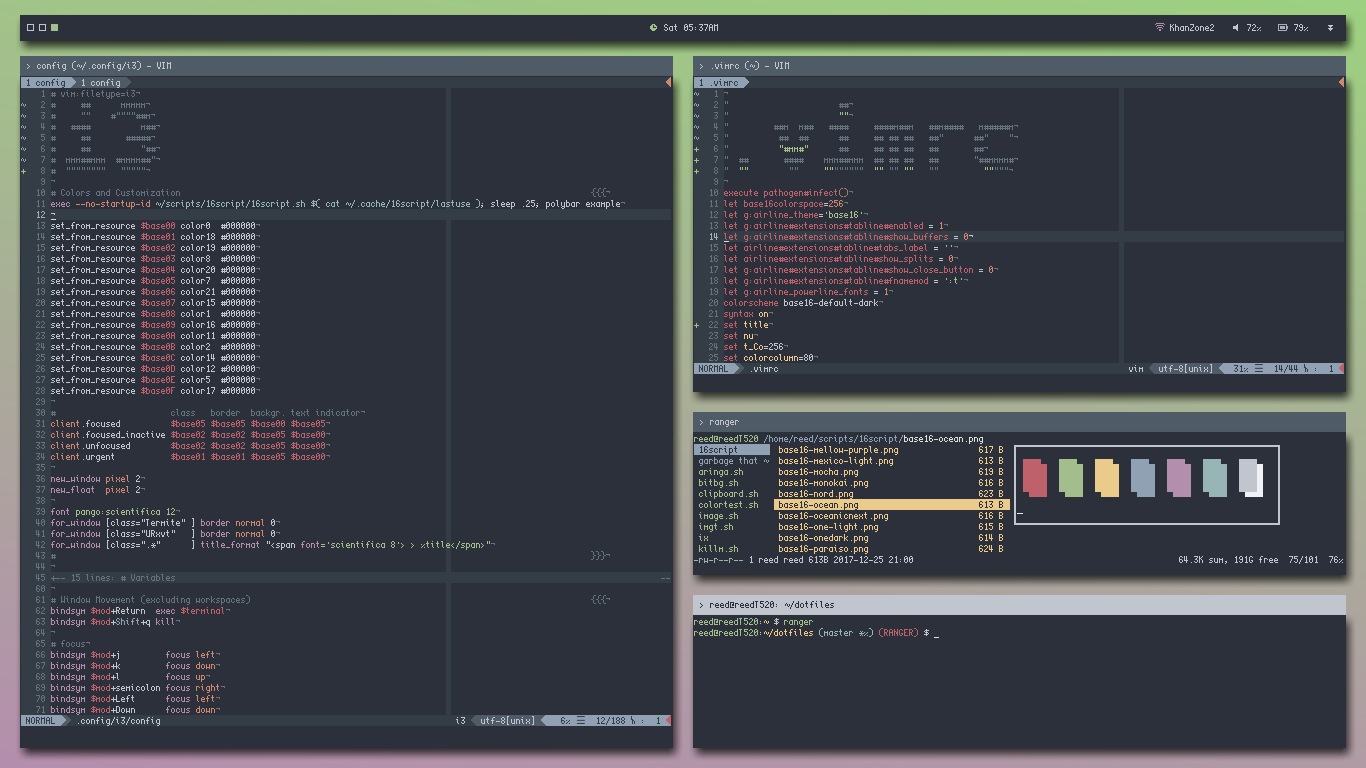 Sat 05:37AM
KhanZone2 72% 79%
> config (~/.config/i3) - VIM
1 config 1 config
1 # vim:filetype=i3¬
~ 2 #
~ 3 #
~ 4 #
~ 5 #
~ 6 #
~ 7 #
+ 8 #
9 ¬
10 # Colors and Customization {{{¬
11 exec --no-startup-id ~/scripts/16script/16script.sh $( cat ~/.cache/16script/lastuse ); sleep .25; polybar example¬
12 ¬
13 set_from_resource $base00 color0 #000000¬
14 set_from_resource $base01 color18 #000000¬
15 set_from_resource $base02 color19 #000000¬
16 set_from_resource $base03 color8 #000000¬
17 set_from_resource $base04 color20 #000000¬
18 set_from_resource $base05 color7 #000000¬
19 set_from_resource $base06 color21 #000000¬
20 set_from_resource $base07 color15 #000000¬
21 set_from_resource $base08 color1 #000000¬
22 set_from_resource $base09 color16 #000000¬
23 set_from_resource $base0A color11 #000000¬
24 set_from_resource $base0B color2 #000000¬
25 set_from_resource $base0C color14 #000000¬
26 set_from_resource $base0D color12 #000000¬
27 set_from_resource $base0E color5 #000000¬
28 set_from_resource $base0F color17 #000000¬
29 ¬
30 # class border backgr. text indicator¬
31 client.focused $base05 $base05 $base00 $base05¬
32 client.focused_inactive $base02 $base02 $base05 $base00¬
33 client.unfocused $base02 $base02 $base05 $base00¬
34 client.urgent $base01 $base01 $base05 $base00¬
35 ¬
36 new_window pixel 2¬
37 new_float pixel 2¬
38 ¬
39 font pango:scientifica 12¬
40 for_window [class="Termite" ] border normal 0¬
41 for_window [class="URxvt" ] border normal 0¬
42 for_window [class=".*" ] title_format "<span font='scientifica 8'> > %title</span>"¬
43 # }}}¬
44 ¬
45 +-- 15 lines: # Variables --
60 ¬
61 # Window Movement (excluding workspaces) {{{¬
62 bindsym $mod+Return exec $terminal¬
63 bindsym $mod+Shift+q kill¬
64 ¬
65 # focus¬
66 bindsym $mod+j focus left¬
67 bindsym $mod+k focus down¬
68 bindsym $mod+l focus up¬
69 bindsym $mod+semicolon focus right¬
70 bindsym $mod+Left focus left¬
71 bindsym $mod+Down focus down¬
NORMAL .config/i3/config i3 utf-8[unix] 6% 12/188 : 1
> .vimrc (~) - VIM
1 .vimrc
~ 1 ¬
~ 2 "
~ 3 "
~ 4 "
~ 5 "
+ 6 "
+ 7 "
+ 8 "
9 ¬
10 execute pathogen#infect()¬
11 let base16colorspace=256¬
12 let g:airline_theme='base16'¬
13 let g:airline#extensions#tabline#enabled = 1¬
14 let g:airline#extensions#tabline#show_buffers = 0¬
15 let airline#extensions#tabline#tabs_label = ''¬
16 let airline#extensions#tabline#show_splits = 0¬
17 let g:airline#extensions#tabline#show_close_button = 0¬
18 let g:airline#extensions#tabline#fnamemod = ':t'¬
19 let g:airline_powerline_fonts = 1¬
20 colorscheme base16-default-dark¬
21 syntax on¬
+ 22 set title¬
23 set nu¬
24 set t_Co=256¬
25 set colorcolumn=80¬
NORMAL .vimrc vim utf-8[unix] 31% 14/44 : 1
> ranger
reed@reedT520 /home/reed/scripts/16script/base16-ocean.png
16script base16-mellow-purple.png 617 B
garbage that ~ base16-mexico-light.png 613 B
aringa.sh base16-mocha.png 619 B
bitbg.sh base16-monokai.png 616 B
clipboard.sh base16-nord.png 623 B
colortest.sh base16-ocean.png 613 B
image.sh base16-oceanicnext.png 616 B
imgt.sh base16-one-light.png 615 B
ix base16-onedark.png 614 B
killm.sh base16-paraiso.png 624 B
-rw-r--r-- 1 reed reed 613B 2017-12-25 21:00 64.3K sum, 191G free 75/101 76%
> reed@reedT520: ~/dotfiles
reed@reedT520:~ $ ranger
reed@reedT520:~/dotfiles (master *%) (RANGER) $ _